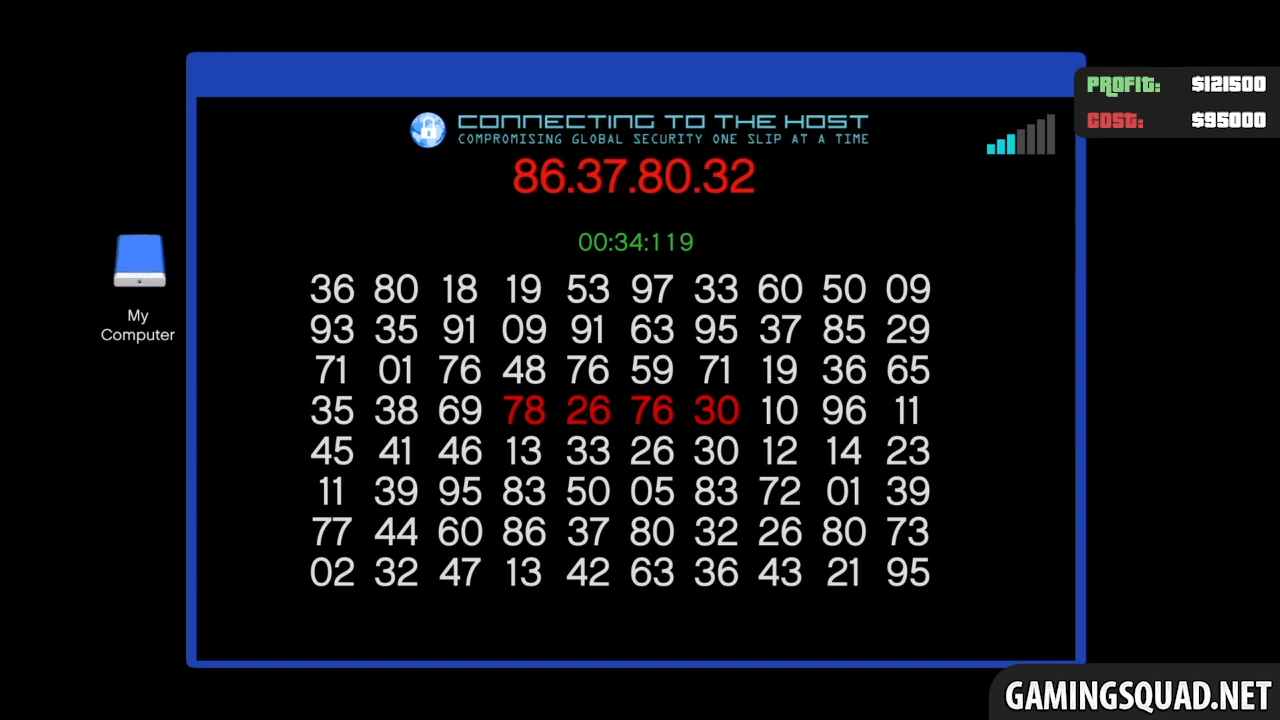 PROFIT: $121500
COST: $95000
CONNECTING TO THE HOST
COMPROMISING GLOBAL SECURITY ONE SLIP AT A TIME
86.37.80.32
00:34:119
My
Computer
36 80 18 19 53 97 33 60 50 09
93 35 91 09 91 63 95 37 85 29
71 01 76 48 76 59 71 19 36 65
35 38 69 78 26 76 30 10 96 11
45 41 46 13 33 26 30 12 14 23
11 39 95 83 50 05 83 72 01 39
77 44 60 86 37 80 32 26 80 73
02 32 47 13 42 63 36 43 21 95
GAMINGSQUAD.NET